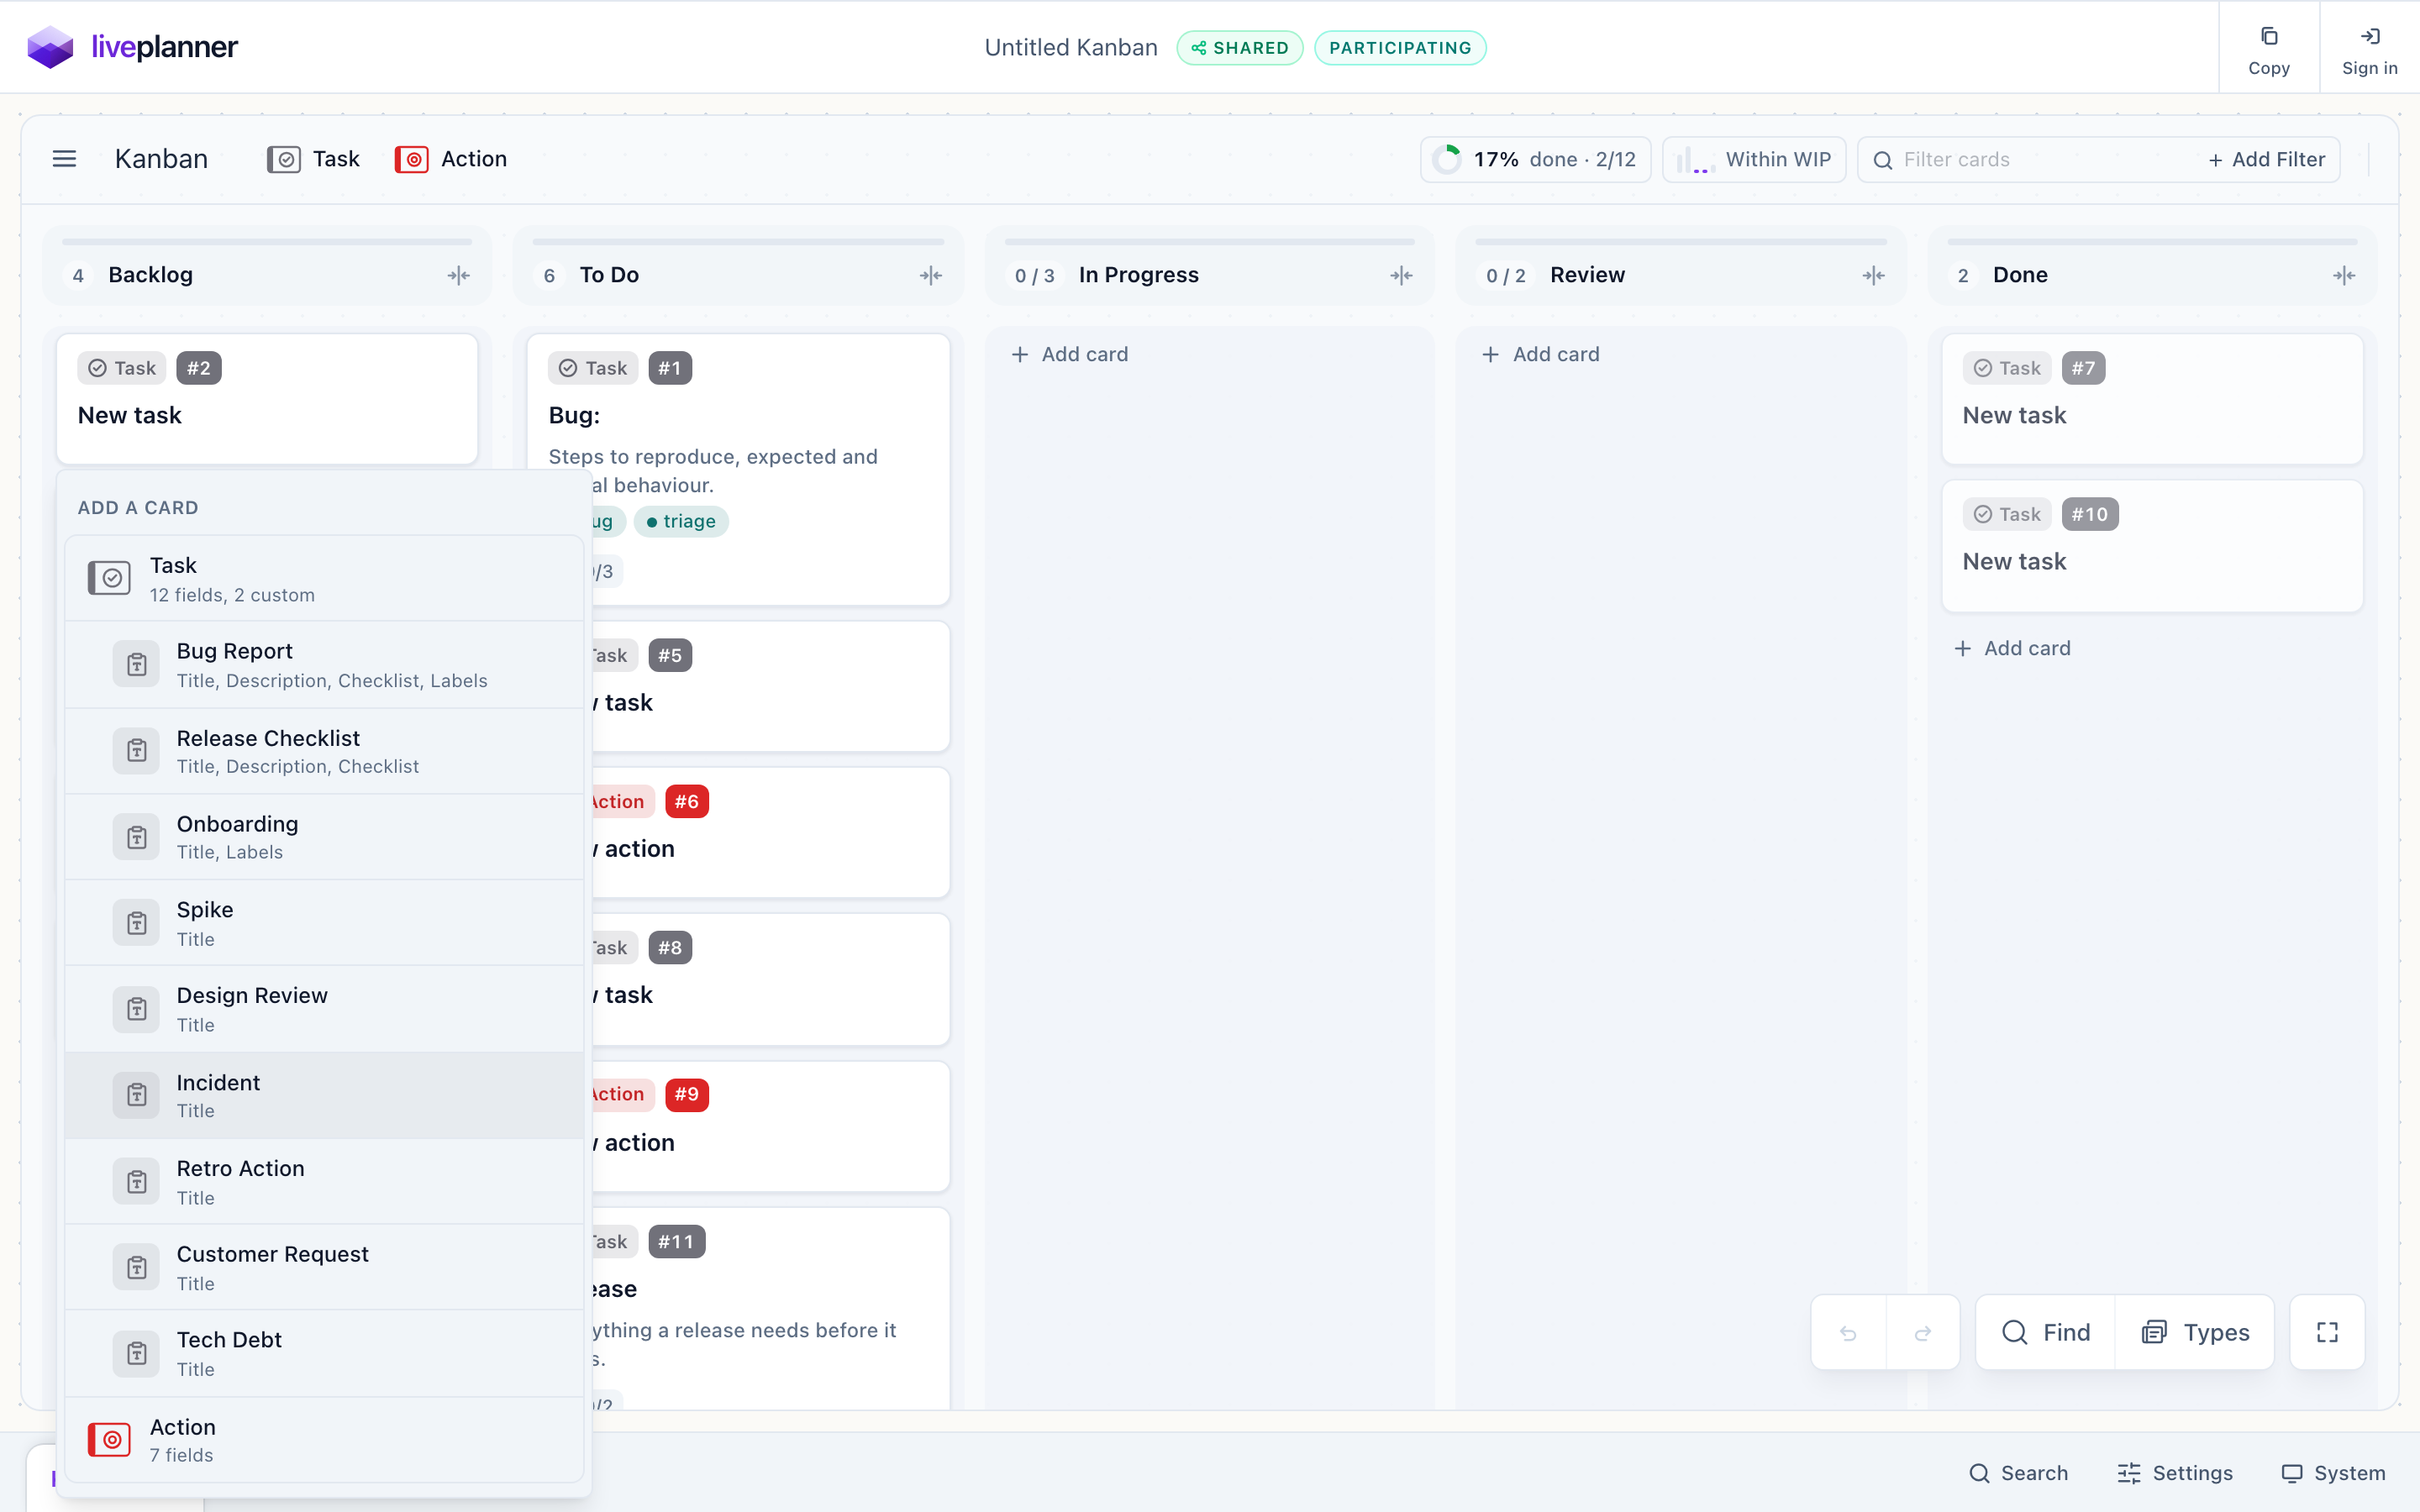 liveplanner
Untitled Kanban
SHARED
PARTICIPATING
Copy
Sign in
Kanban
Task
Action
17% done · 2/12
Within WIP
Filter cards
+ Add Filter
4 Backlog
6 To Do
0 / 3 In Progress
0 / 2 Review
2 Done
Task #2
New task
ADD A CARD
Task
12 fields, 2 custom
Bug Report
Title, Description, Checklist, Labels
Release Checklist
Title, Description, Checklist
Onboarding
Title, Labels
Spike
Title
Design Review
Title
Incident
Title
Retro Action
Title
Customer Request
Title
Tech Debt
Title
Action
7 fields
Task #1
Bug:
Steps to reproduce, expected and
behaviour.
triage
/3
#5
task
Action #6
action
#8
task
Action #9
action
#11
a release needs before it
+ Add card
+ Add card
Task #7
New task
Task #10
New task
+ Add card
Find
Types
Search
Settings
System